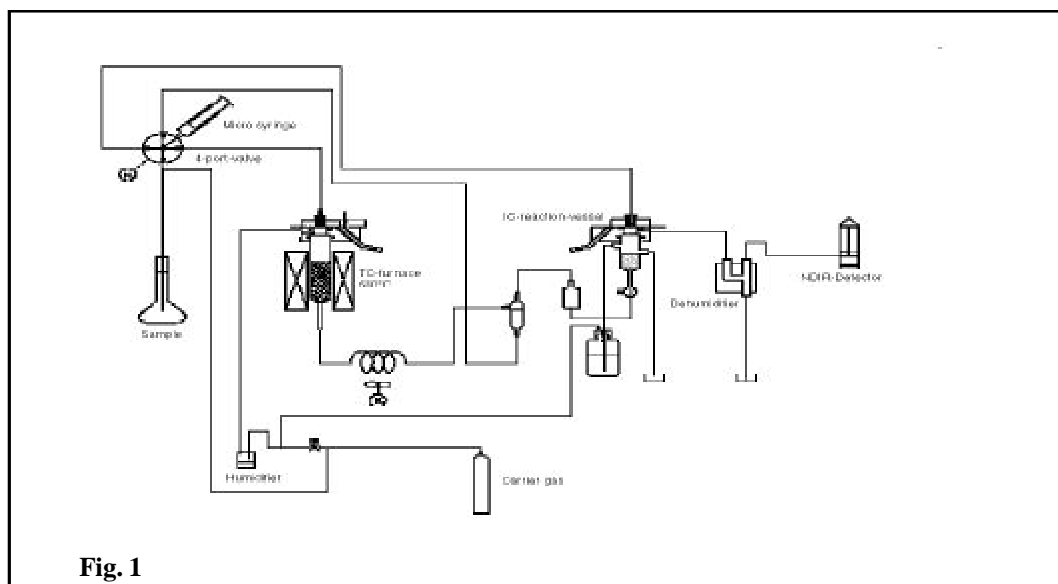 Micro syringe
4-port-valve
IC-reaction-vessel
TC-furnace
680°C
NDIR-Detector
Dehumidifier
Sample
Humidifier
Carrier gas
Fig. 1